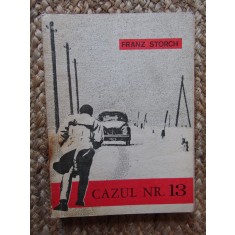 FRANZ STORCH
CAZUL NR. 13